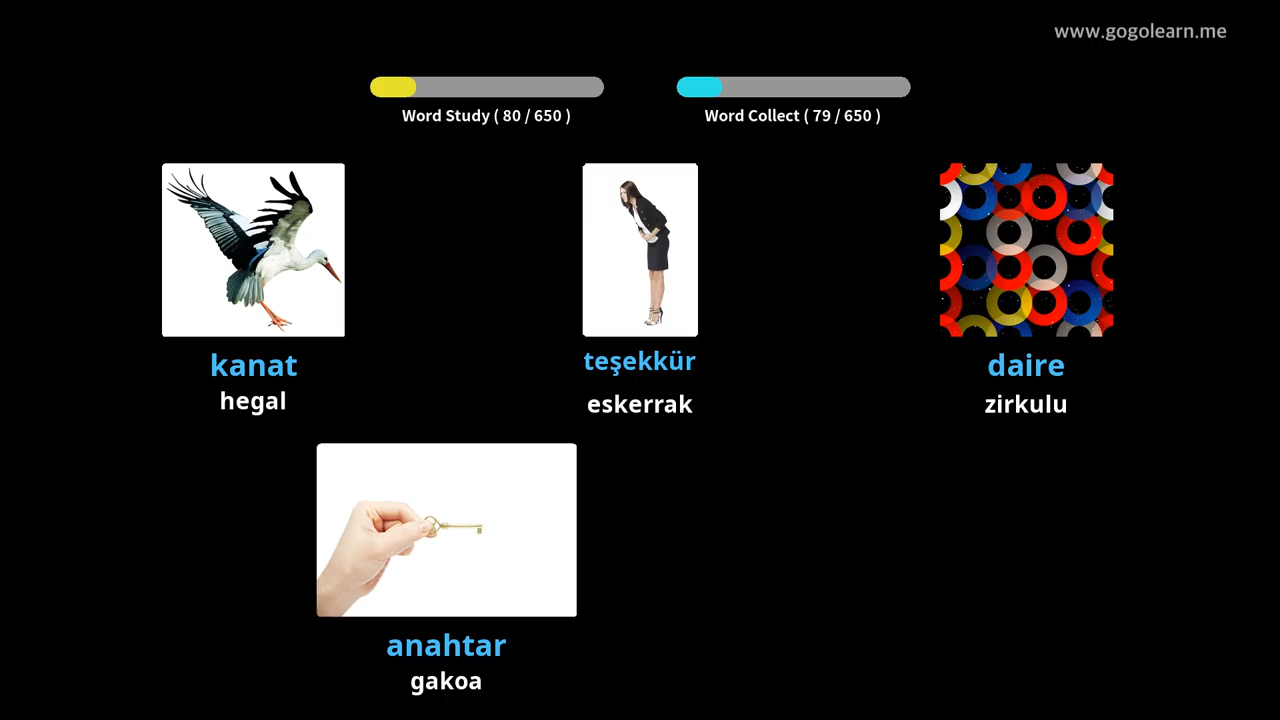 www.gogolearn.me
Word Study ( 80 / 650 )
Word Collect ( 79 / 650 )
kanat
hegal
teşekkür
eskerrak
daire
zirkulu
anahtar
gakoa